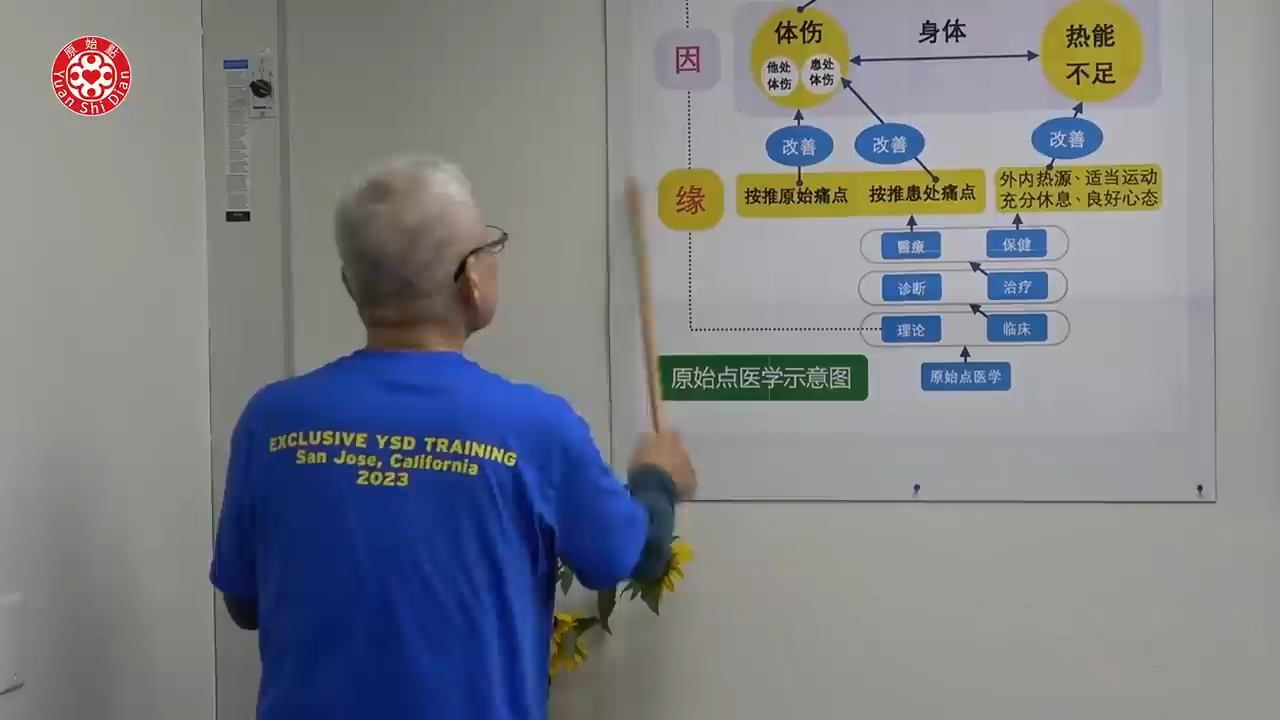 原始點
Yuan Shi Dian
因
体伤
他处
体伤
患处
体伤
身体
热能
不足
改善
改善
改善
缘
按推原始痛点
按推患处痛点
外内热源、适当运动
充分休息、良好心态
醫療
保健
诊断
治疗
理论
临床
原始点医学示意图
原始点医学
EXCLUSIVE YSD TRAINING
San Jose, California
2023